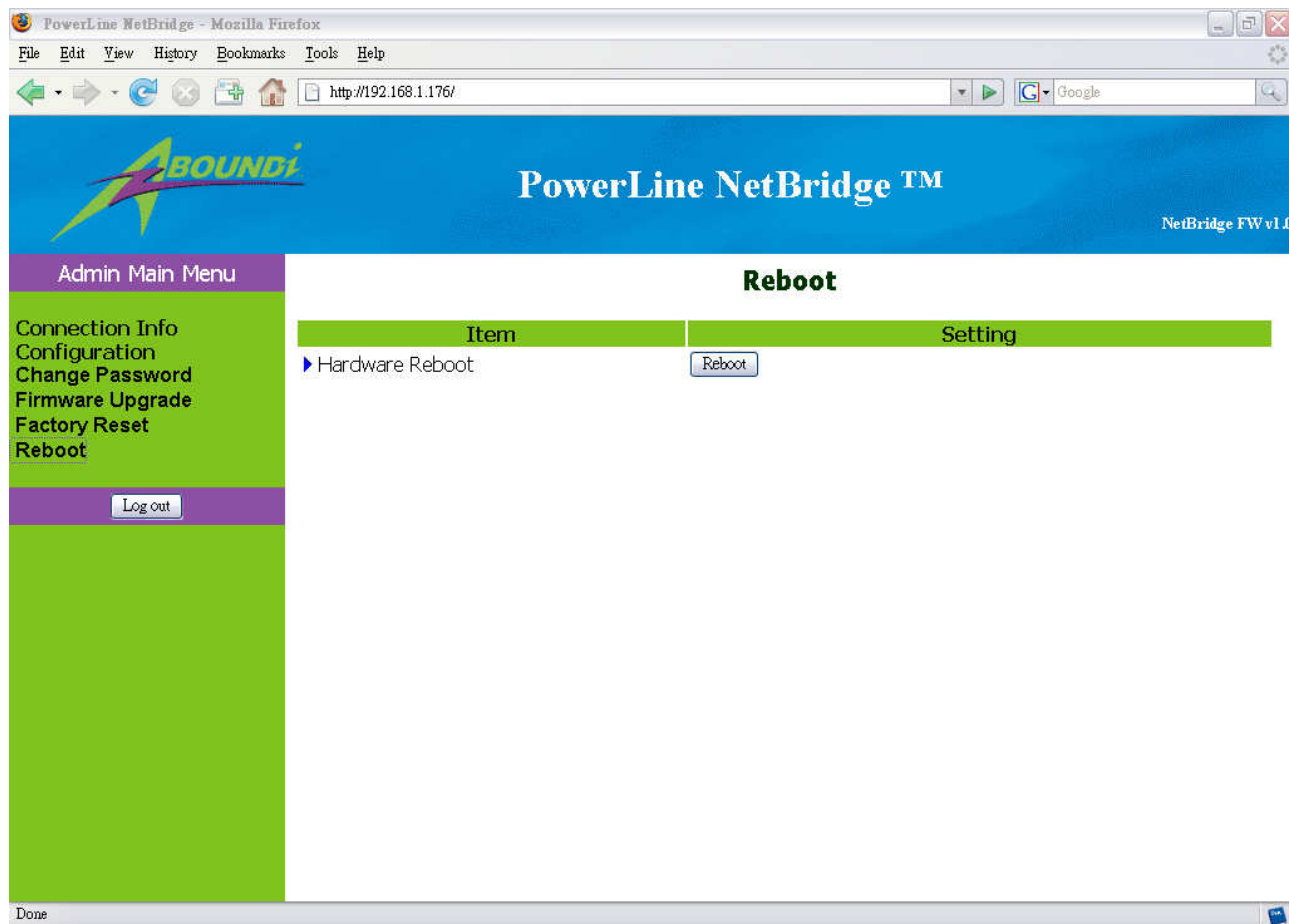 PowerLine NetBridge - Mozilla Firefox
File Edit View History Bookmarks Tools Help
http://192.168.1.176/
G Google
ABOUNDi
PowerLine NetBridge ™
NetBridge FW v1.0
Admin Main Menu
Connection Info
Configuration
Change Password
Firmware Upgrade
Factory Reset
Reboot
Log out
Reboot
Item Setting
Hardware Reboot Reboot
Done